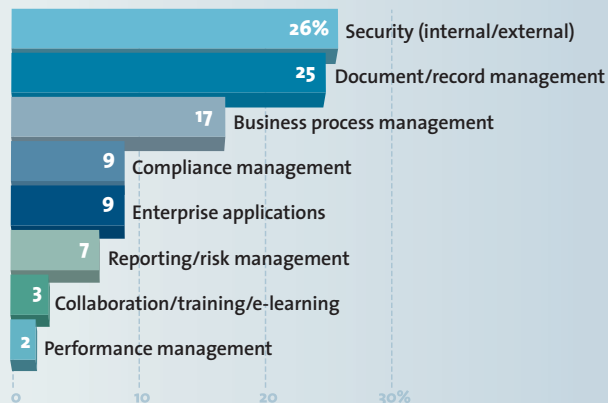 26% Security (internal/external)
25 Document/record management
17 Business process management
9 Compliance management
9 Enterprise applications
7 Reporting/risk management
3 Collaboration/training/e-learning
2 Performance management
0 10 20 30%